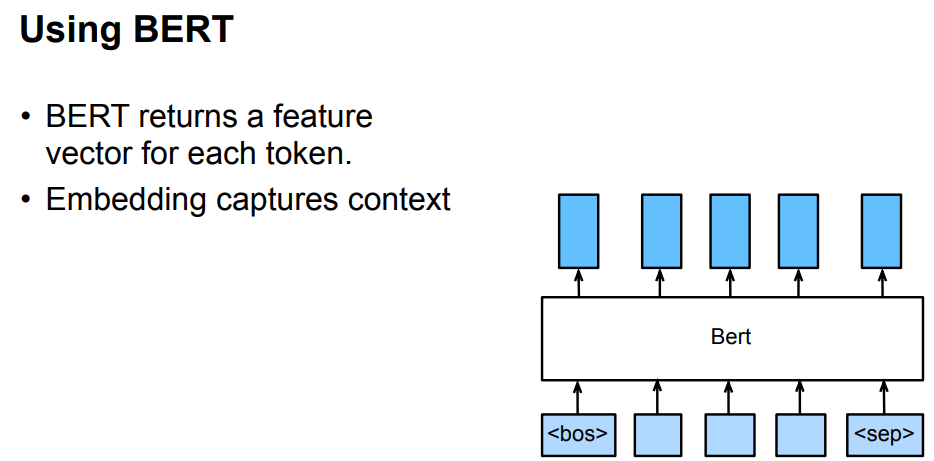 Using BERT
• BERT returns a feature
vector for each token.
• Embedding captures context
Bert
<bos>
<sep>